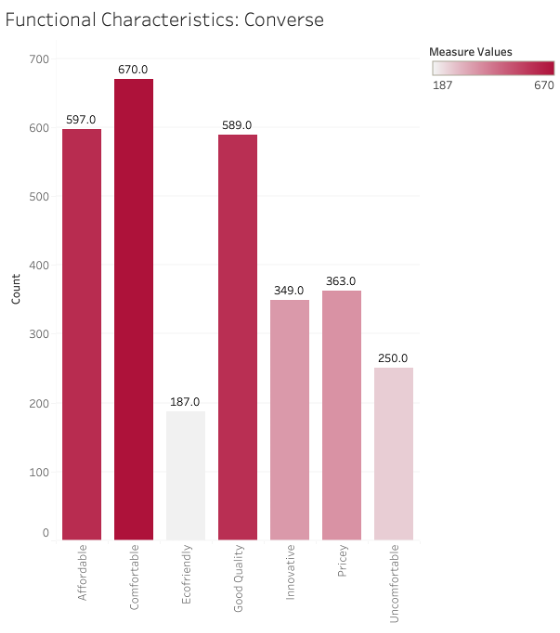 Functional Characteristics: Converse
Measure Values
187 670
700
600
500
400
300
200
100
0
Count
597.0
670.0
187.0
589.0
349.0
363.0
250.0
Affordable
Comfortable
Ecofriendly
Good Quality
Innovative
Pricey
Uncomfortable